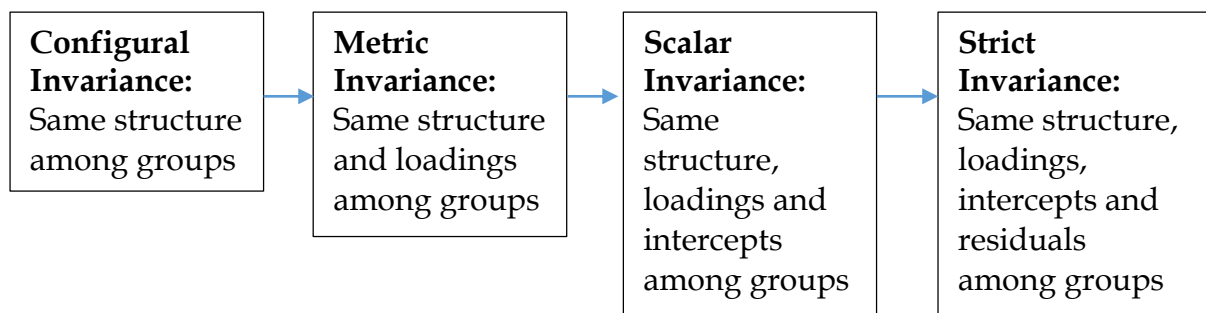 Configural
Invariance:
Same structure
among groups
Metric
Invariance:
Same structure
and loadings
among groups
Scalar
Invariance:
Same
structure,
loadings and
intercepts
among groups
Strict
Invariance:
Same structure,
loadings,
intercepts and
residuals
among groups